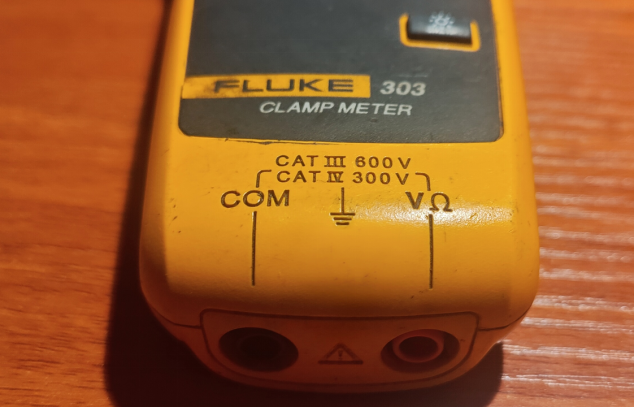 FLUKE 303
CLAMP METER
CAT III 600V
CAT IV 300V
COM VΩ